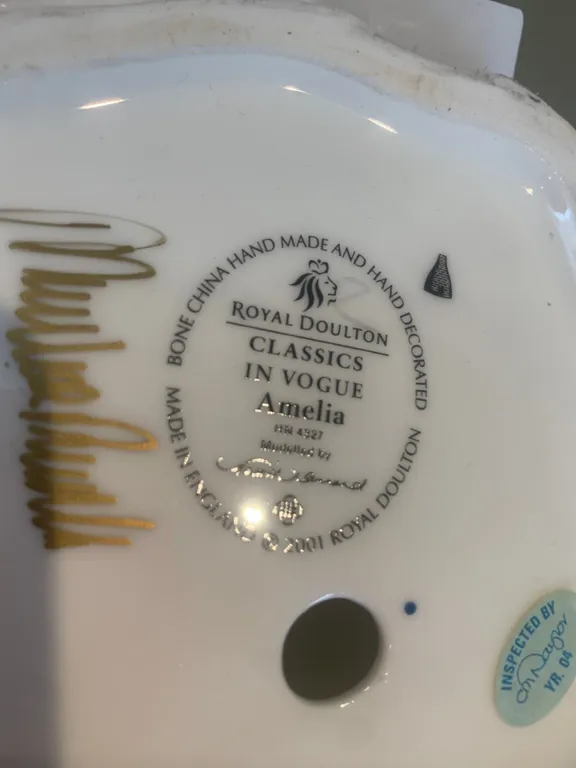 BONE CHINA HAND MADE AND HAND DECORATED
ROYAL DOULTON
CLASSICS
IN VOGUE
Amelia
HN 4327
Modelled by
MADE IN ENGLAND © 2001 ROYAL DOULTON
INSPECTED BY
YR. 04